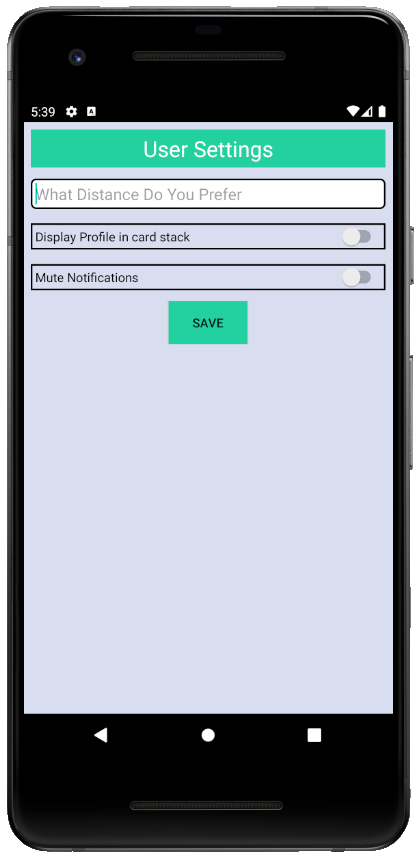 5:39
User Settings
What Distance Do You Prefer
Display Profile in card stack
Mute Notifications
SAVE